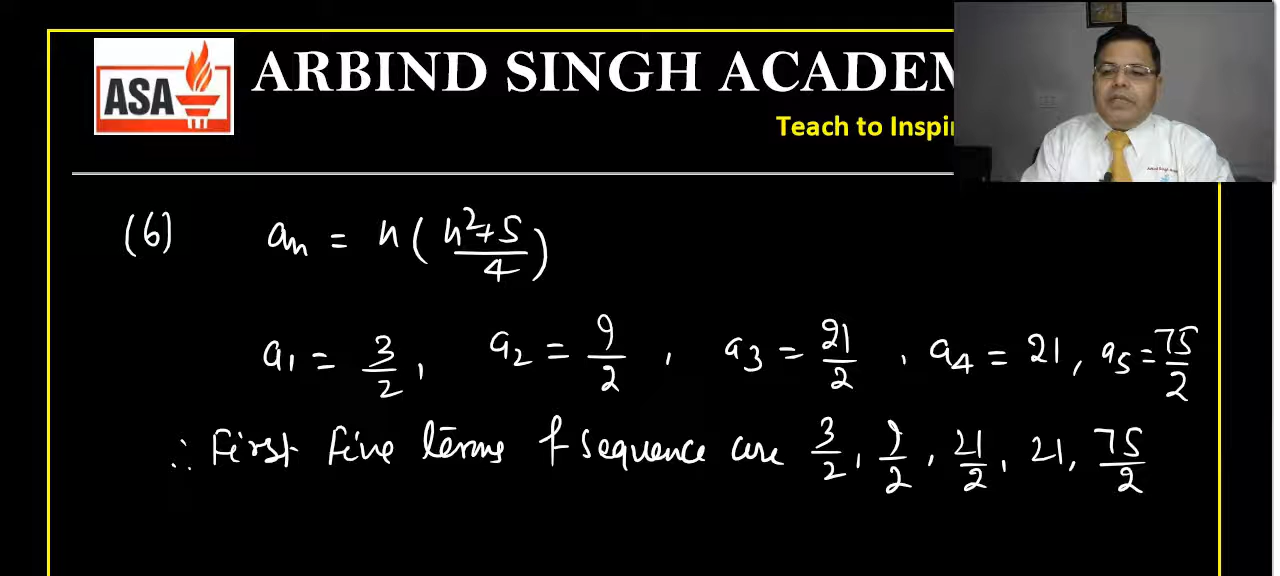 ASA
ARBIND SINGH ACADEM
Teach to Inspi
(6) aₙ = n ( n²+5/4 )
a₁ = 3/2, a₂ = 9/2, a₃ = 21/2, a₄ = 21, a₅ = 75/2
∴ First five terms of sequence are 3/2, 9/2, 21/2, 21, 75/2